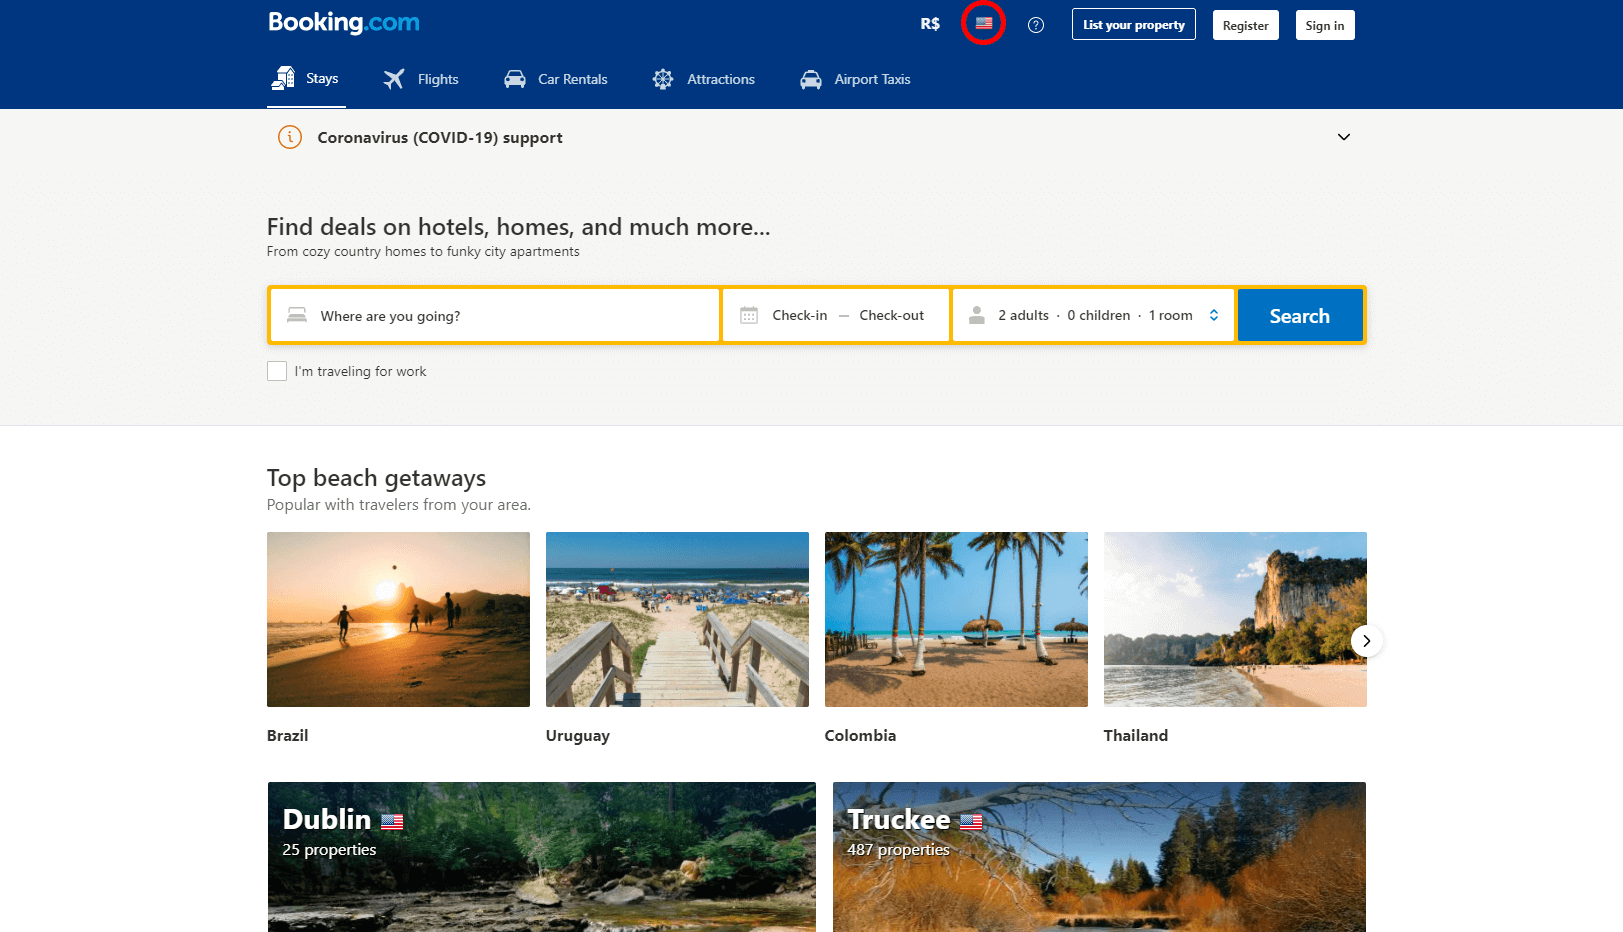 Booking.com
R$
List your property
Register
Sign in
Stays
Flights
Car Rentals
Attractions
Airport Taxis
Coronavirus (COVID-19) support
Find deals on hotels, homes, and much more...
From cozy country homes to funky city apartments
Where are you going?
Check-in — Check-out
2 adults · 0 children · 1 room
Search
I'm traveling for work
Top beach getaways
Popular with travelers from your area.
Brazil
Uruguay
Colombia
Thailand
Dublin
25 properties
Truckee
487 properties